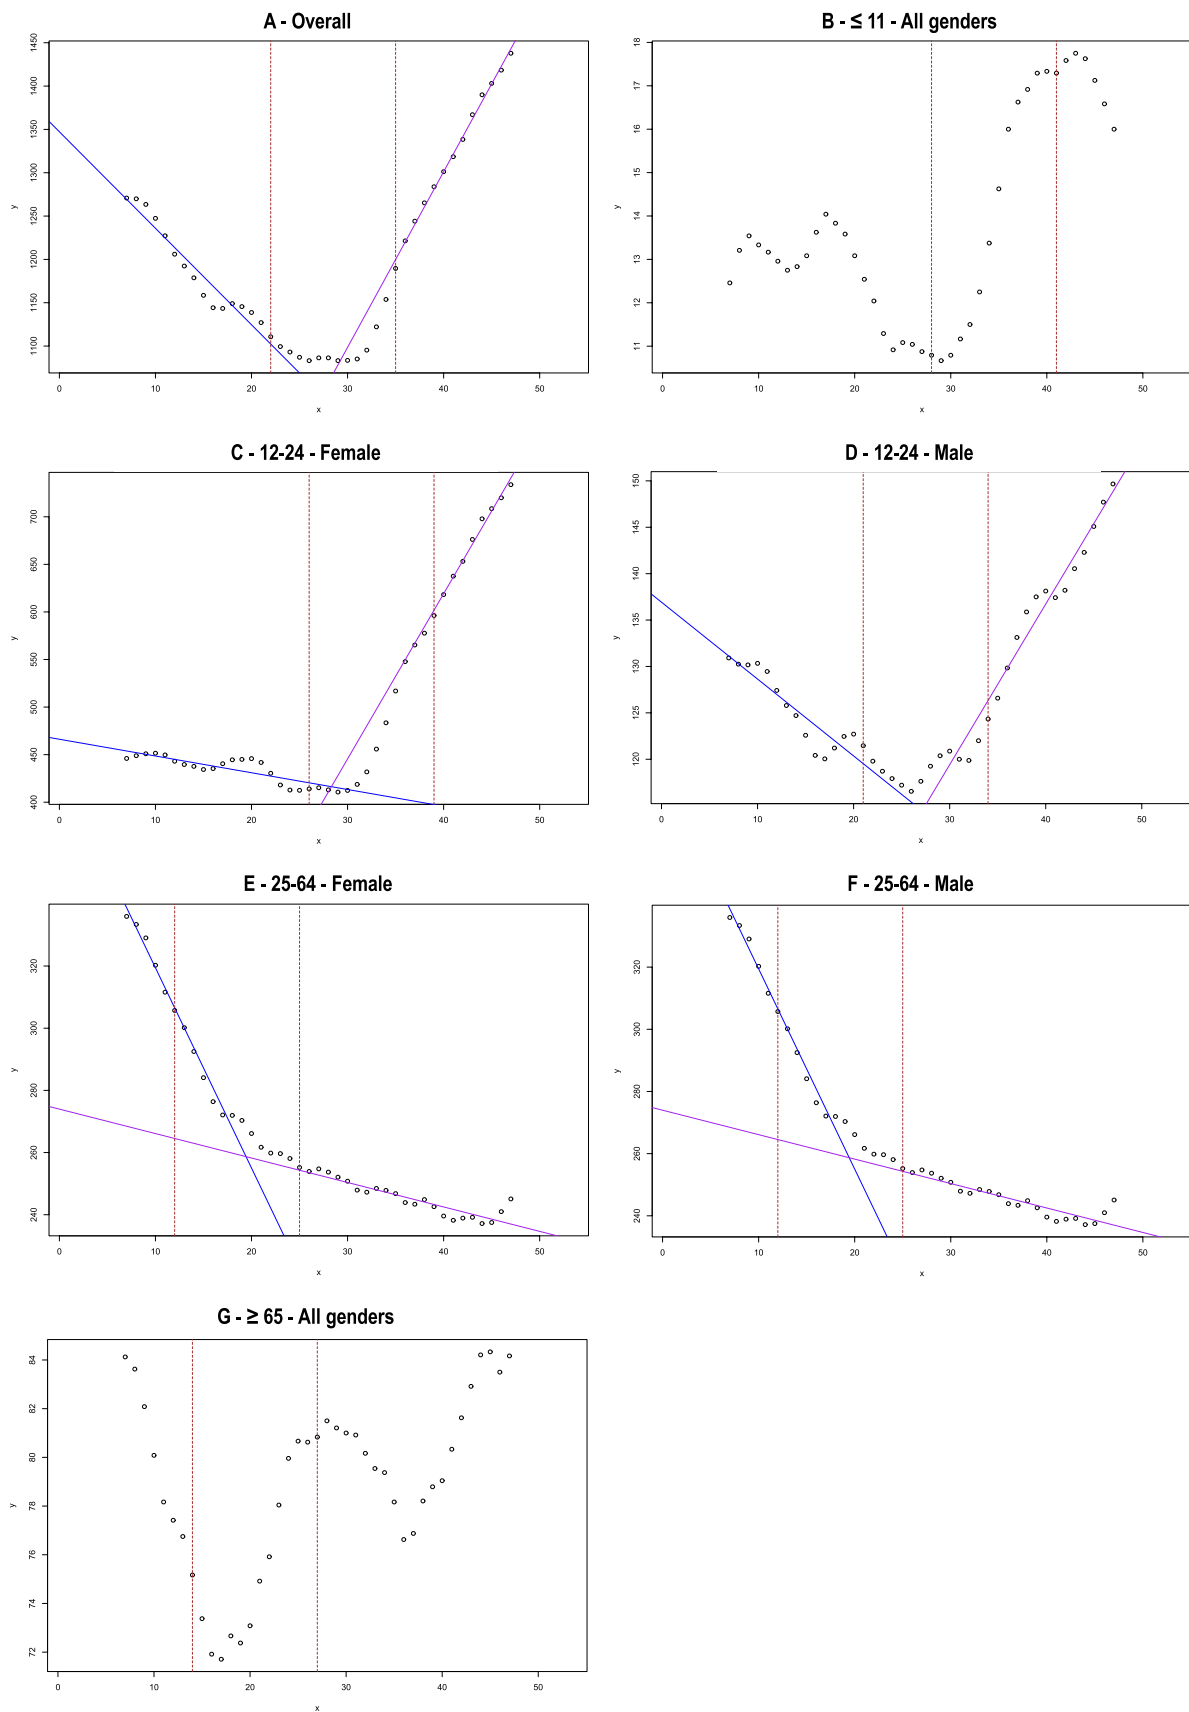 A - Overall
1450
1400
1350
1300
1250
1200
1150
1100
y
0 10 20 30 40 50
x
B - ≤ 11 - All genders
18
17
16
15
14
13
12
11
y
0 10 20 30 40 50
x
C - 12-24 - Female
700
650
600
550
500
450
400
y
0 10 20 30 40 50
x
D - 12-24 - Male
150
145
140
135
130
125
120
y
0 10 20 30 40 50
x
E - 25-64 - Female
320
300
280
260
240
y
0 10 20 30 40 50
x
F - 25-64 - Male
320
300
280
260
240
y
0 10 20 30 40 50
x
G - ≥ 65 - All genders
84
82
80
78
76
74
72
y
0 10 20 30 40 50
x